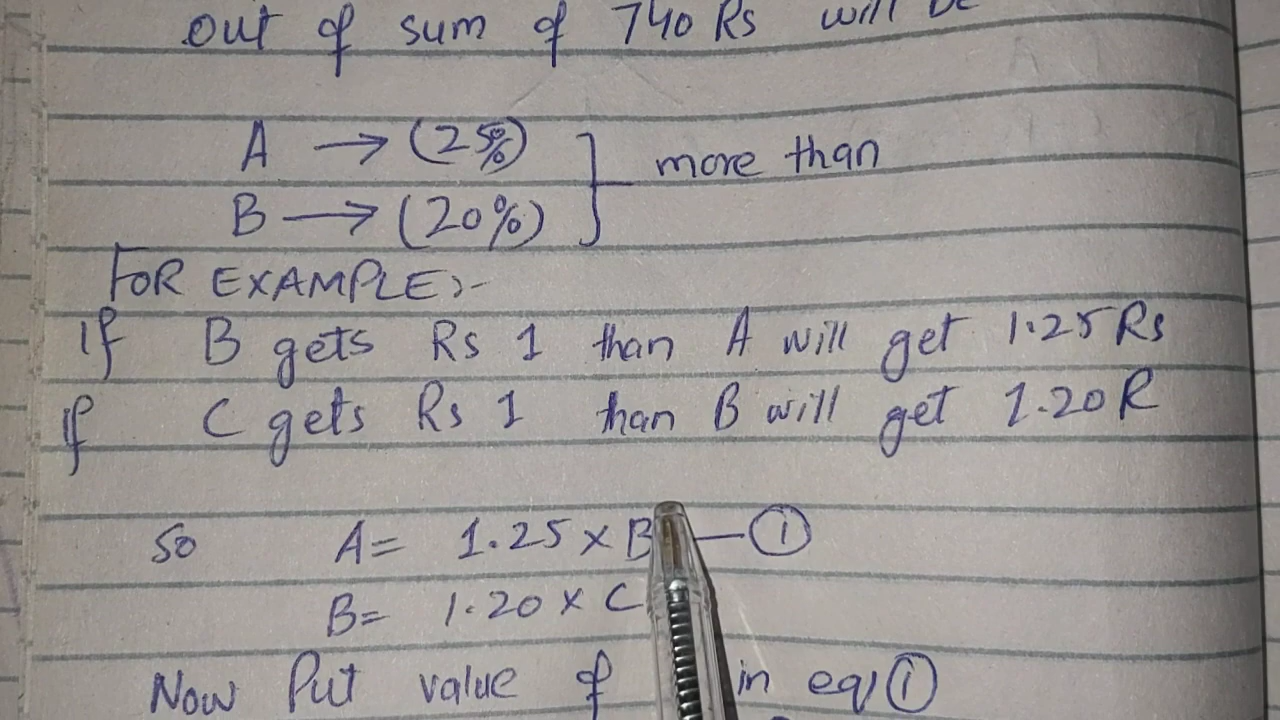 out of sum of 740 Rs will be
A → (25%)
B → (20%) } more than
FOR EXAMPLE:-
If B gets Rs 1 than A will get 1.25 Rs
If C gets Rs 1 than B will get 1.20 R
So A = 1.25 × B — ①
B = 1.20 × C
Now Put value of in eq ①